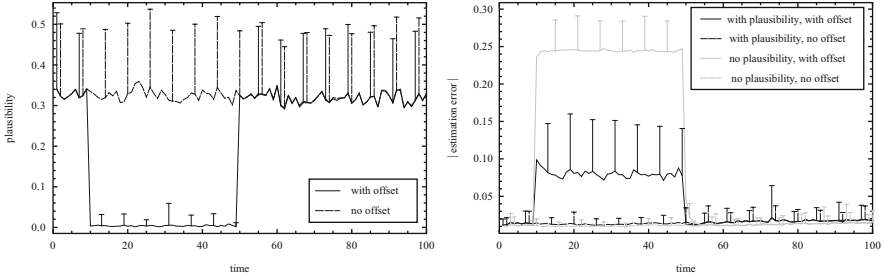 0.5
0.4
0.3
0.2
0.1
0.0
plausibility
with offset
no offset
0 20 40 60 80 100
time
0.30
0.25
0.20
0.15
0.10
0.05
| estimation error |
with plausibility, with offset
with plausibility, no offset
no plausibility, with offset
no plausibility, no offset
0 20 40 60 80 100
time